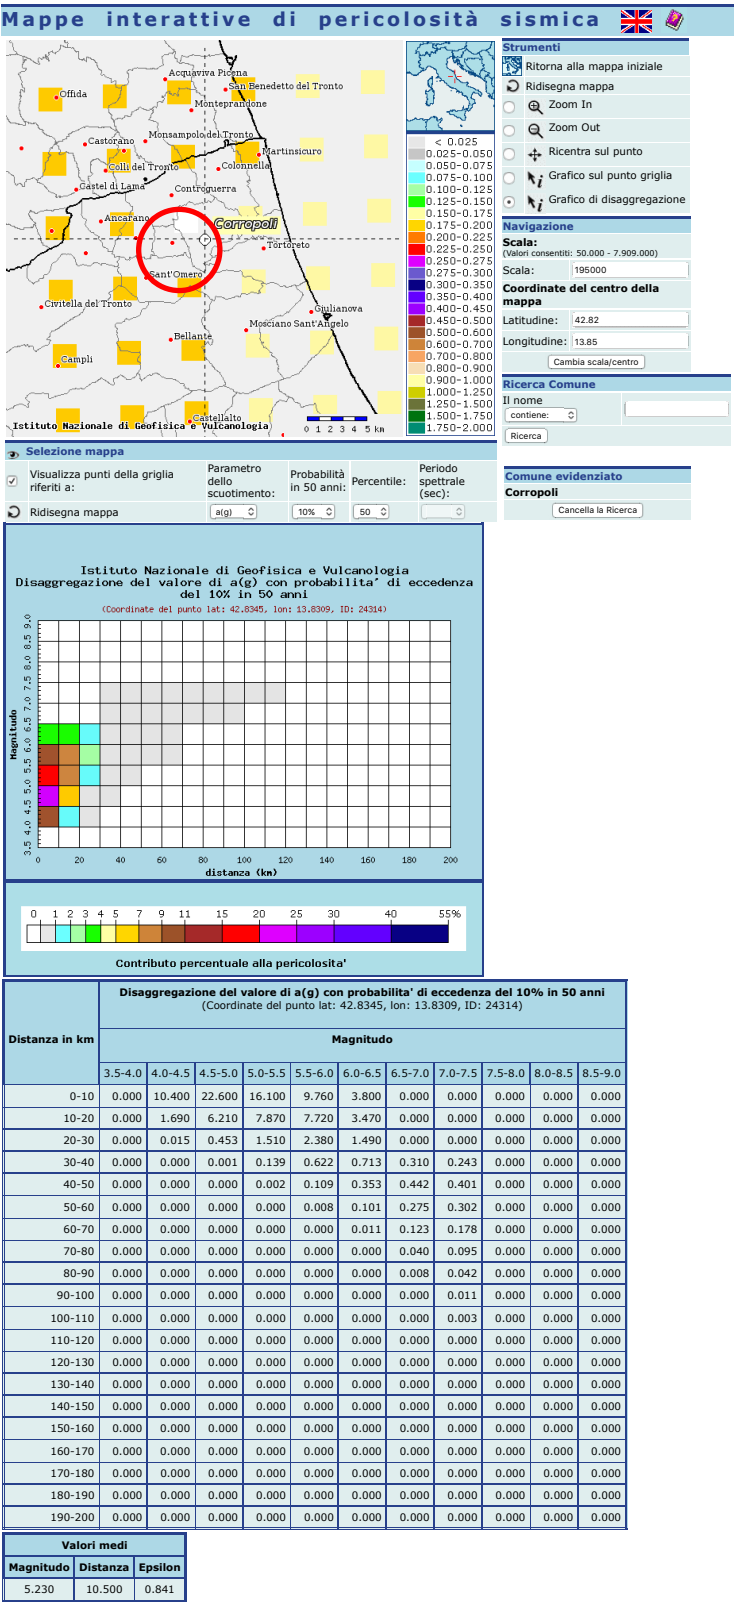 Mappe interattive di pericolosità sismica
Offida
Acquaviva Picena
San Benedetto del Tronto
Monteprandone
Castorano
Monsampolo del Tronto
Martinsicuro
Colli del Tronto
Colonnella
Castel di Lama
Controguerra
Ancarano
Corropoli
Tortoreto
Sant'Omero
Civitella del Tronto
Giulianova
Mosciano Sant'Angelo
Bellante
Campli
Castellalto
Istituto Nazionale di Geofisica e Vulcanologia
0 1 2 3 4 5 km
< 0.025
0.025-0.050
0.050-0.075
0.075-0.100
0.100-0.125
0.125-0.150
0.150-0.175
0.175-0.200
0.200-0.225
0.225-0.250
0.250-0.275
0.275-0.300
0.300-0.350
0.350-0.400
0.400-0.450
0.450-0.500
0.500-0.600
0.600-0.700
0.700-0.800
0.800-0.900
0.900-1.000
1.000-1.250
1.250-1.500
1.500-1.750
1.750-2.000
Strumenti
Ritorna alla mappa iniziale
Ridisegna mappa
Zoom In
Zoom Out
Ricentra sul punto
Grafico sul punto griglia
Grafico di disaggregazione
Navigazione
Scala:
(Valori consentiti: 50.000 - 7.909.000)
Scala: 195000
Coordinate del centro della
mappa
Latitudine: 42.82
Longitudine: 13.85
Cambia scala/centro
Ricerca Comune
Il nome
contiene:
Ricerca
Comune evidenziato
Corropoli
Cancella la Ricerca
Selezione mappa
Visualizza punti della griglia
riferiti a:
Parametro
dello
scuotimento:
Probabilità
in 50 anni:
Percentile:
Periodo
spettrale
(sec):
Ridisegna mappa a(g) 10% 50
Istituto Nazionale di Geofisica e Vulcanologia
Disaggregazione del valore di a(g) con probabilita' di eccedenza
del 10% in 50 anni
(Coordinate del punto lat: 42.8345, lon: 13.8309, ID: 24314)
Magnitudo
3.5 4.0 4.5 5.0 5.5 6.0 6.5 7.0 7.5 8.0 8.5 9.0
0 20 40 60 80 100 120 140 160 180 200
distanza (km)
0 1 2 3 4 5 7 9 11 15 20 25 30 40 55%
Contributo percentuale alla pericolosita'
Disaggregazione del valore di a(g) con probabilita' di eccedenza del 10% in 50 anni
(Coordinate del punto lat: 42.8345, lon: 13.8309, ID: 24314)
Distanza in km
Magnitudo
3.5-4.0 4.0-4.5 4.5-5.0 5.0-5.5 5.5-6.0 6.0-6.5 6.5-7.0 7.0-7.5 7.5-8.0 8.0-8.5 8.5-9.0
0-10 0.000 10.400 22.600 16.100 9.760 3.800 0.000 0.000 0.000 0.000 0.000
10-20 0.000 1.690 6.210 7.870 7.720 3.470 0.000 0.000 0.000 0.000 0.000
20-30 0.000 0.015 0.453 1.510 2.380 1.490 0.000 0.000 0.000 0.000 0.000
30-40 0.000 0.000 0.001 0.139 0.622 0.713 0.310 0.243 0.000 0.000 0.000
40-50 0.000 0.000 0.000 0.002 0.109 0.353 0.442 0.401 0.000 0.000 0.000
50-60 0.000 0.000 0.000 0.000 0.008 0.101 0.275 0.302 0.000 0.000 0.000
60-70 0.000 0.000 0.000 0.000 0.000 0.011 0.123 0.178 0.000 0.000 0.000
70-80 0.000 0.000 0.000 0.000 0.000 0.000 0.040 0.095 0.000 0.000 0.000
80-90 0.000 0.000 0.000 0.000 0.000 0.000 0.008 0.042 0.000 0.000 0.000
90-100 0.000 0.000 0.000 0.000 0.000 0.000 0.000 0.011 0.000 0.000 0.000
100-110 0.000 0.000 0.000 0.000 0.000 0.000 0.000 0.003 0.000 0.000 0.000
110-120 0.000 0.000 0.000 0.000 0.000 0.000 0.000 0.000 0.000 0.000 0.000
120-130 0.000 0.000 0.000 0.000 0.000 0.000 0.000 0.000 0.000 0.000 0.000
130-140 0.000 0.000 0.000 0.000 0.000 0.000 0.000 0.000 0.000 0.000 0.000
140-150 0.000 0.000 0.000 0.000 0.000 0.000 0.000 0.000 0.000 0.000 0.000
150-160 0.000 0.000 0.000 0.000 0.000 0.000 0.000 0.000 0.000 0.000 0.000
160-170 0.000 0.000 0.000 0.000 0.000 0.000 0.000 0.000 0.000 0.000 0.000
170-180 0.000 0.000 0.000 0.000 0.000 0.000 0.000 0.000 0.000 0.000 0.000
180-190 0.000 0.000 0.000 0.000 0.000 0.000 0.000 0.000 0.000 0.000 0.000
190-200 0.000 0.000 0.000 0.000 0.000 0.000 0.000 0.000 0.000 0.000 0.000
Valori medi
Magnitudo Distanza Epsilon
5.230 10.500 0.841